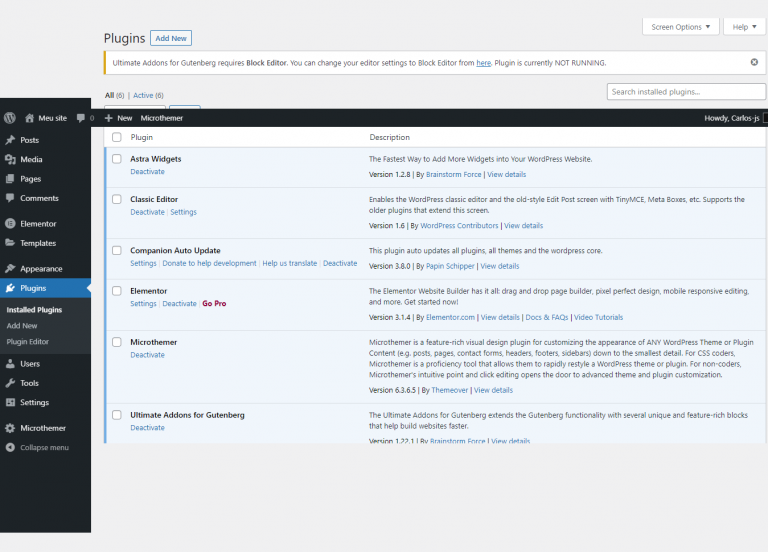 Screen Options ▼ Help ▼
Plugins Add New
Ultimate Addons for Gutenberg requires Block Editor. You can change your editor settings to Block Editor from here. Plugin is currently NOT RUNNING.
All (6) | Active (6)
Search installed plugins...
Meu site 0 + New Microthemer Howdy, Carlos-js
Posts
Media
Pages
Comments
Elementor
Templates
Appearance
Plugins
Installed Plugins
Add New
Plugin Editor
Users
Tools
Settings
Microthemer
Collapse menu
Plugin Description
Astra Widgets
Deactivate
The Fastest Way to Add More Widgets into Your WordPress Website.
Version 1.2.8 | By Brainstorm Force | View details
Classic Editor
Deactivate | Settings
Enables the WordPress classic editor and the old-style Edit Post screen with TinyMCE, Meta Boxes, etc. Supports the
older plugins that extend this screen.
Version 1.6 | By WordPress Contributors | View details
Companion Auto Update
Settings | Donate to help development | Help us translate | Deactivate
This plugin auto updates all plugins, all themes and the wordpress core.
Version 3.8.0 | By Papin Schipper | View details
Elementor
Settings | Deactivate | Go Pro
The Elementor Website Builder has it all: drag and drop page builder, pixel perfect design, mobile responsive editing,
and more. Get started now!
Version 3.1.4 | By Elementor.com | View details | Docs & FAQs | Video Tutorials
Microthemer
Deactivate
Microthemer is a feature-rich visual design plugin for customizing the appearance of ANY WordPress Theme or Plugin
Content (e.g. posts, pages, contact forms, headers, footers, sidebars) down to the smallest detail. For CSS coders,
Microthemer is a proficiency tool that allows them to rapidly restyle a WordPress theme or plugin. For non-coders,
Microthemer's intuitive point and click editing opens the door to advanced theme and plugin customization.
Version 6.3.6.5 | By Themeover | View details
Ultimate Addons for Gutenberg
Deactivate
The Ultimate Addons for Gutenberg extends the Gutenberg functionality with several unique and feature-rich blocks
that help build websites faster.
Version 1.22.1 | By Brainstorm Force | View details